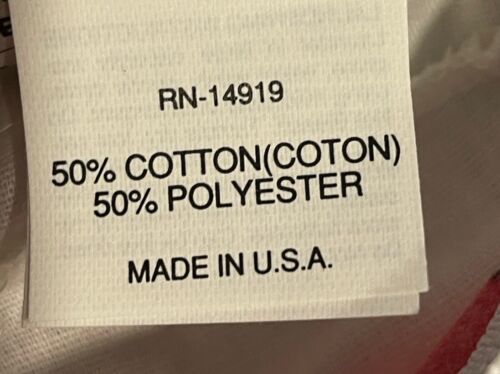 RN-14919
50% COTTON(COTON)
50% POLYESTER
MADE IN U.S.A.